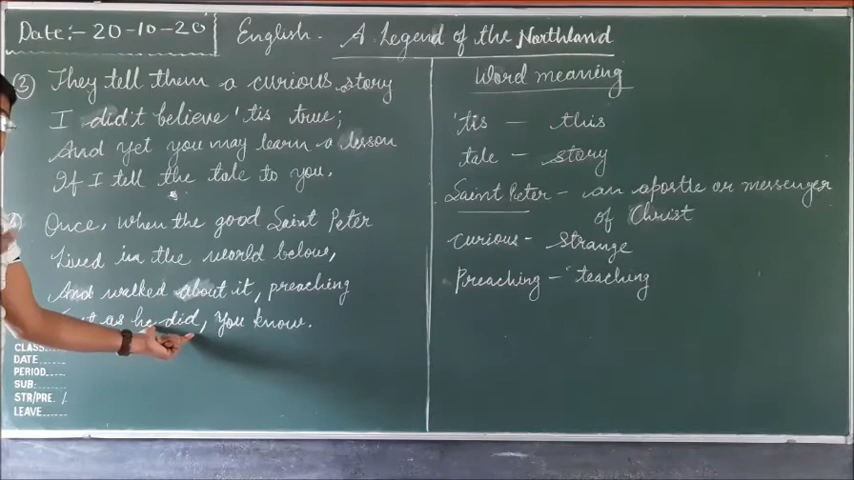 Date:- 20-10-20
English - A Legend of the Northland
③ They tell them a curious story
I didn't believe 'tis true;
And yet you may learn a lesson
If I tell the tale to you.
Once, when the good Saint Peter
Lived in the world below,
And walked about it, preaching
as he did, you know.
Word meaning
'tis - this
tale - story
Saint Peter - an apostle or messenger
of Christ
Curious - strange
Preaching - teaching
CLASS
DATE
PERIOD
SUB:
STR/PRE. /
LEAVE